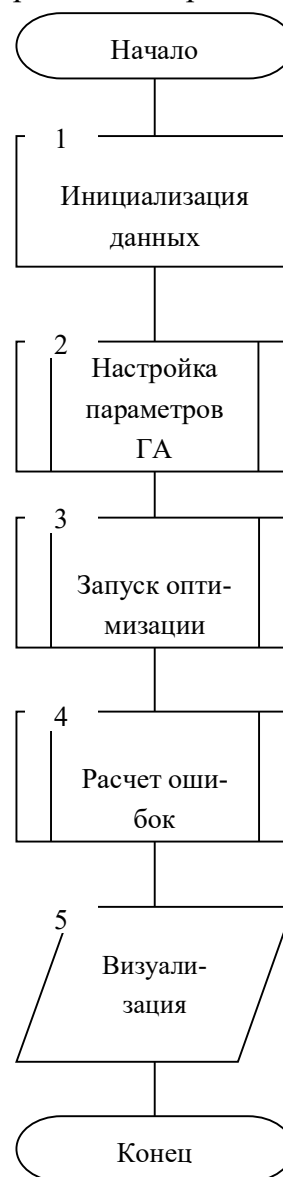 Начало
1
Инициализация
данных
2
Настройка
параметров
ГА
3
Запуск опти-
мизации
4
Расчет оши-
бок
5
Визуали-
зация
Конец